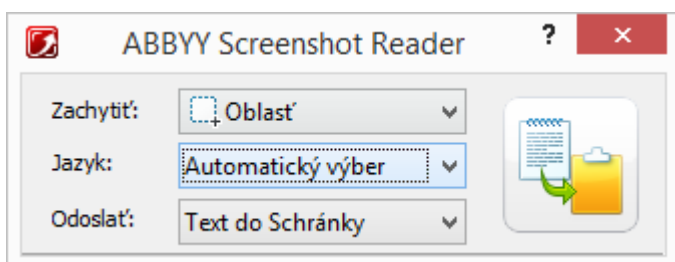 ABBYY Screenshot Reader ?
Zachytiť: Oblasť
Jazyk: Automatický výber
Odoslať: Text do Schránky